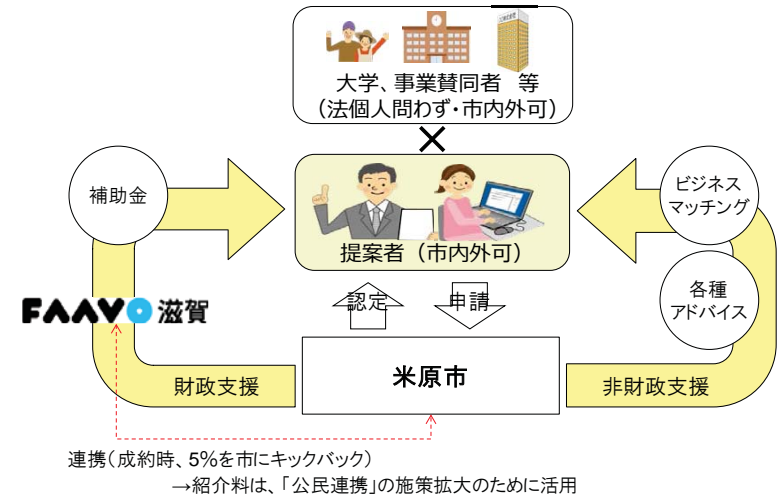 大学、事業賛同者　等
（法個人問わず・市内外可）
×
補助金
ビジネス
マッチング
提案者（市内外可）
各種
アドバイス
認定
申請
FAAVO滋賀
米原市
財政支援
非財政支援
連携（成約時、5％を市にキックバック）
→紹介料は、「公民連携」の施策拡大のために活用